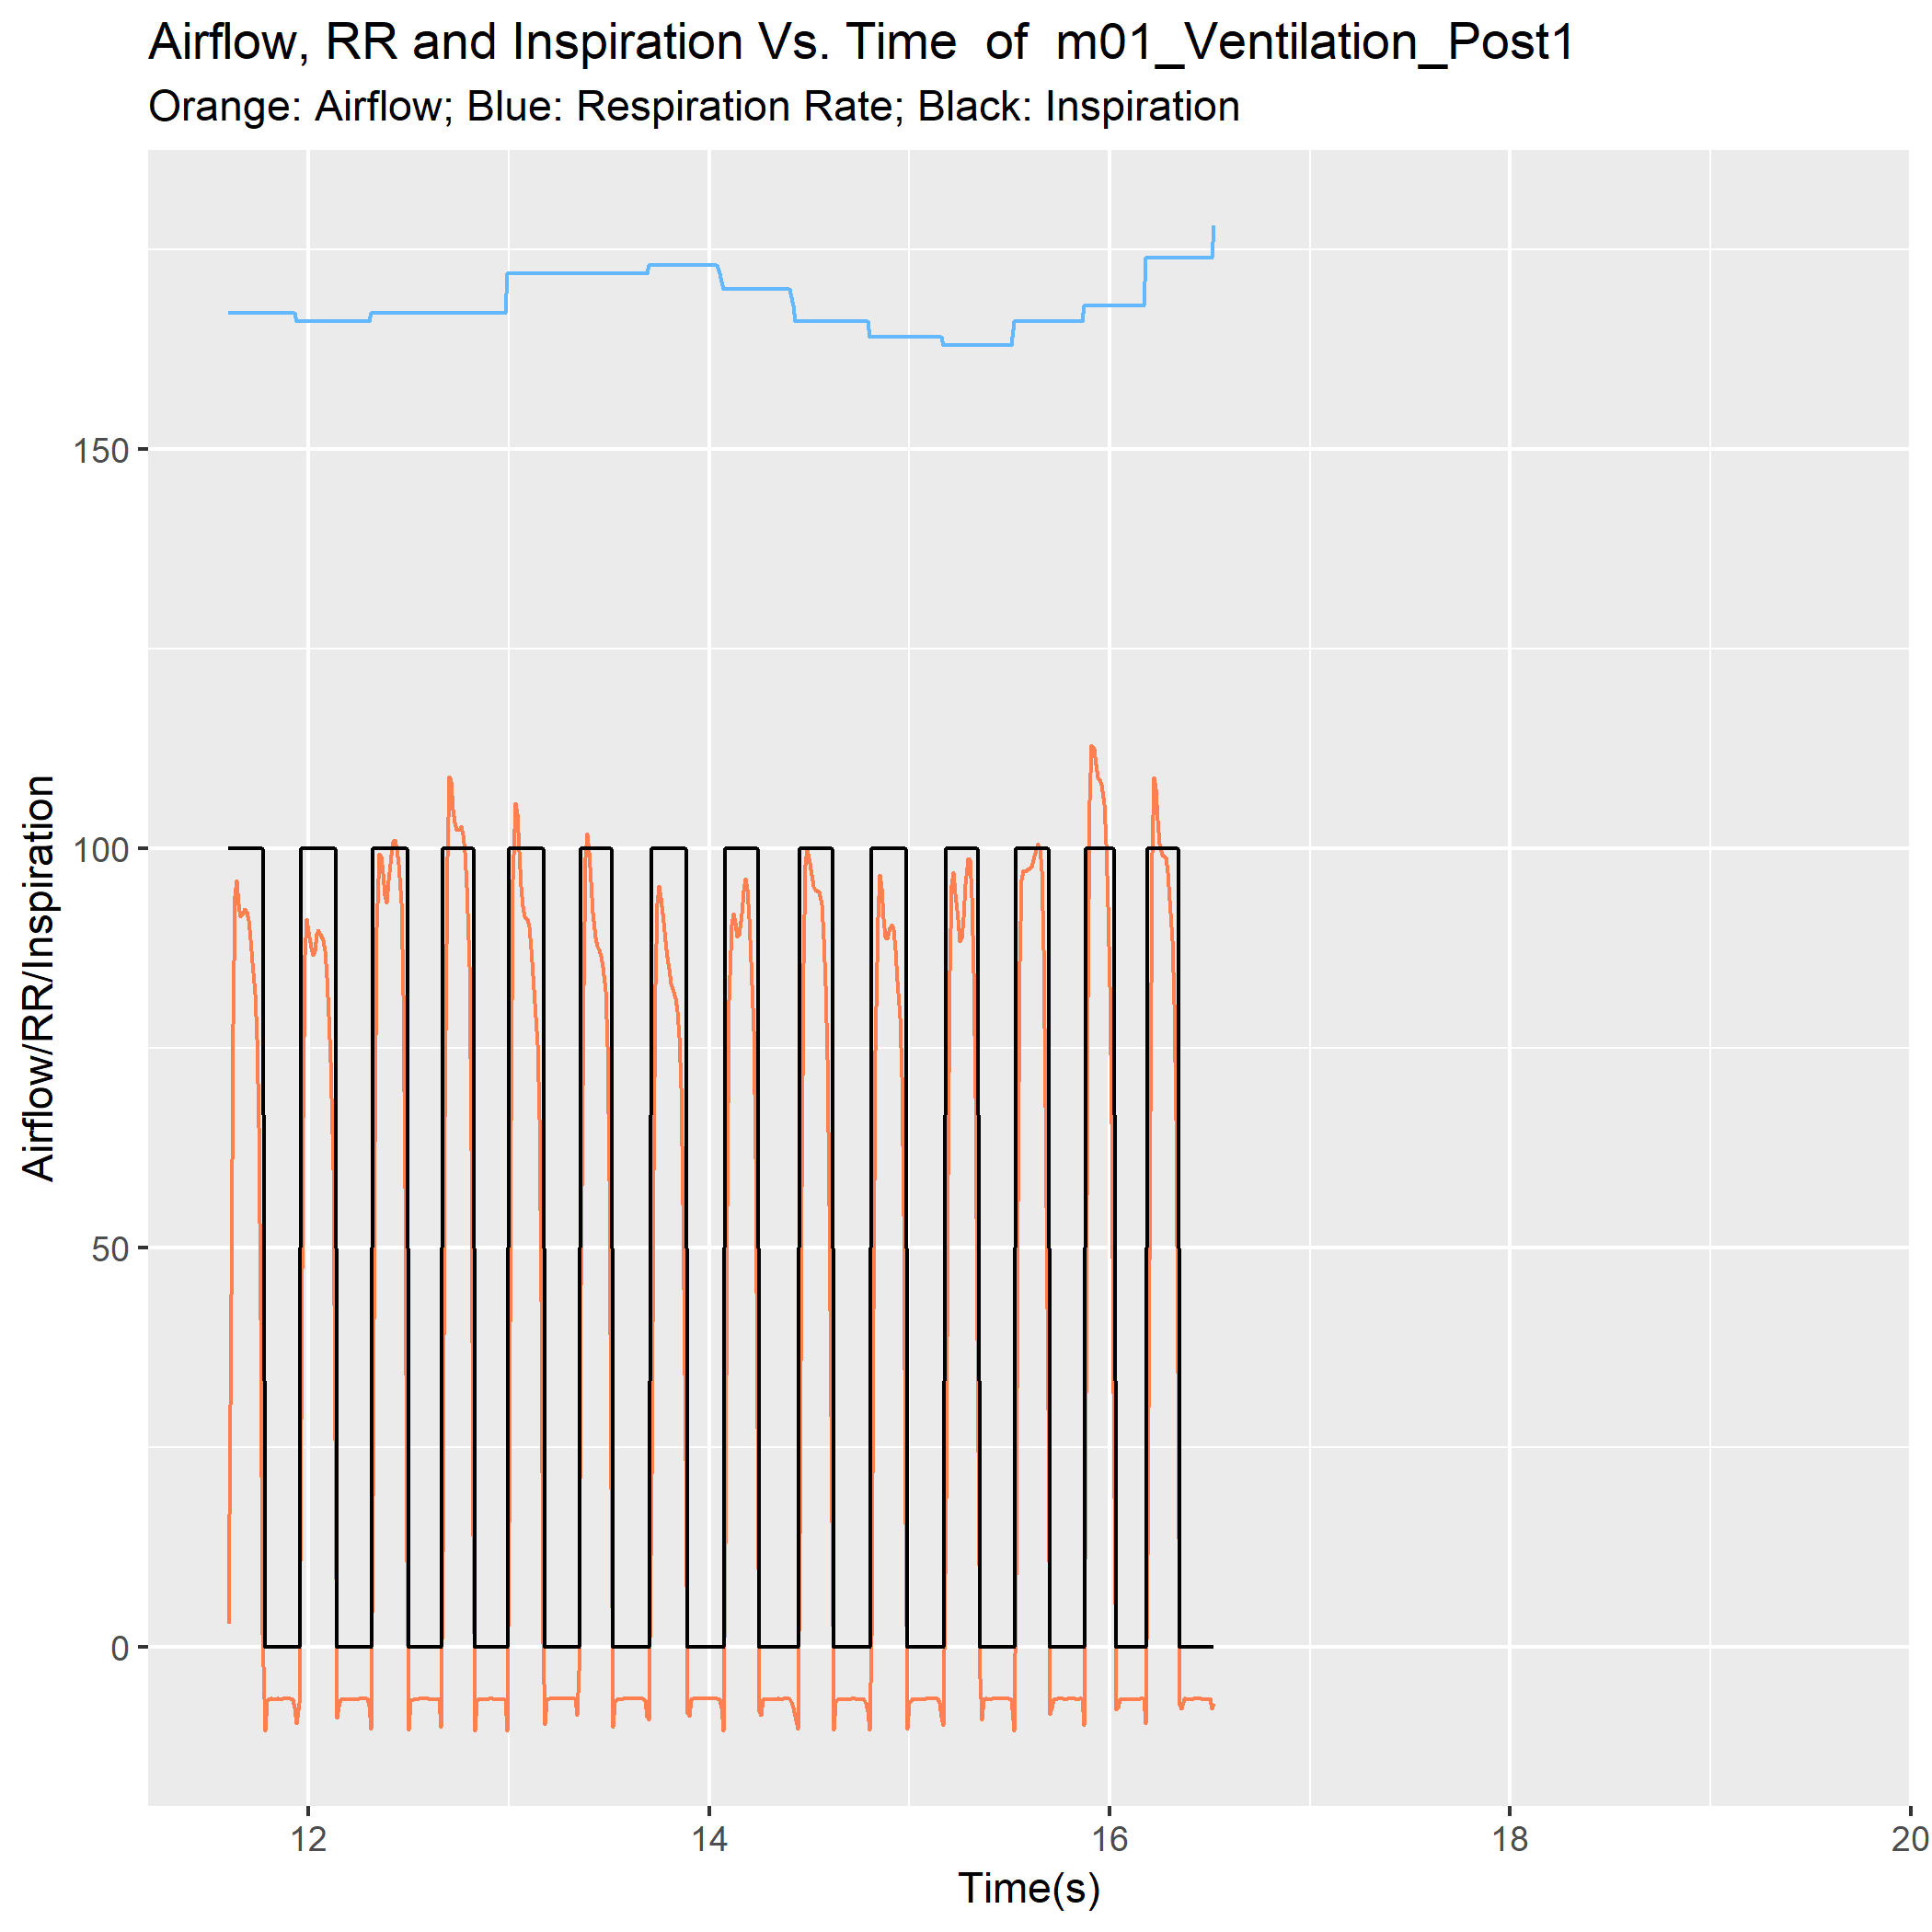 Airflow, RR and Inspiration Vs. Time  of  m01_Ventilation_Post1
Orange: Airflow; Blue: Respiration Rate; Black: Inspiration
Airflow/RR/Inspiration
150
100
50
0
12 14 16 18 20
Time(s)